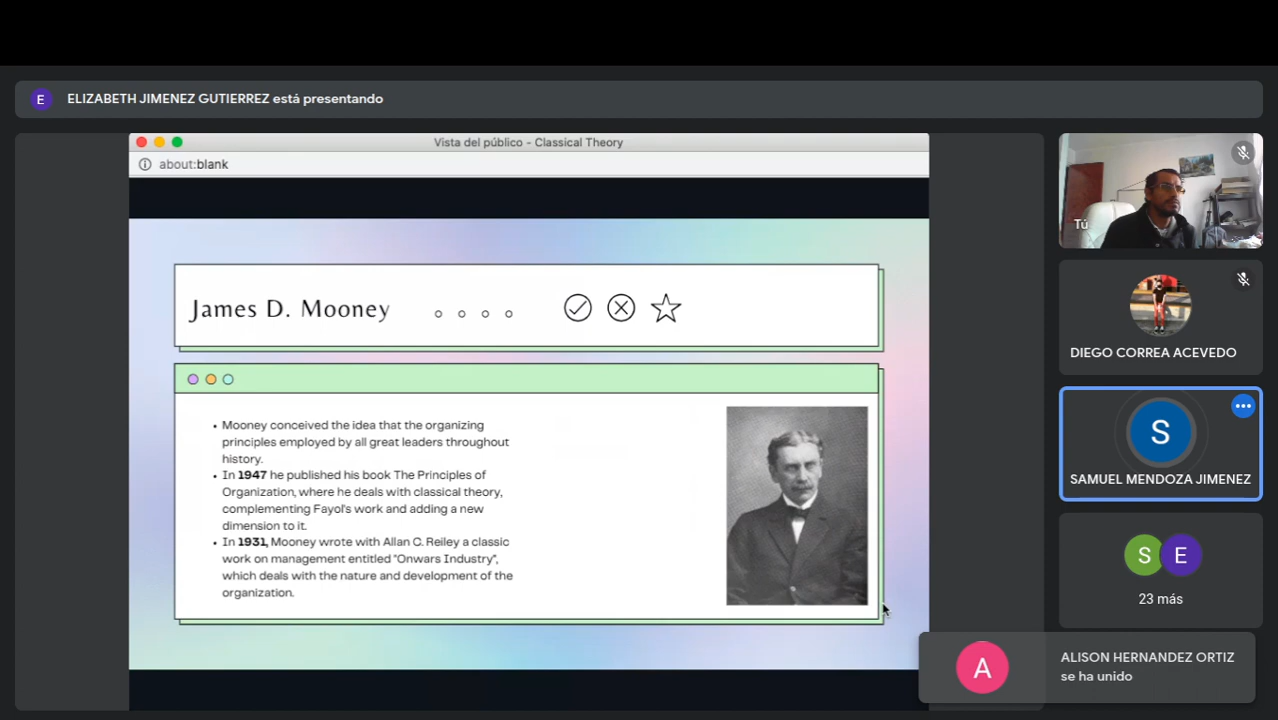 E
ELIZABETH JIMENEZ GUTIERREZ está presentando
Vista del público - Classical Theory
about:blank
James D. Mooney
• Mooney conceived the idea that the organizing
principles employed by all great leaders throughout
history.
• In 1947 he published his book The Principles of
Organization, where he deals with classical theory,
complementing Fayol's work and adding a new
dimension to it.
• In 1931, Mooney wrote with Allan C. Reiley a classic
work on management entitled "Onwars Industry",
which deals with the nature and development of the
organization.
Tú
DIEGO CORREA ACEVEDO
S
SAMUEL MENDOZA JIMENEZ
S
E
23 más
A
ALISON HERNANDEZ ORTIZ
se ha unido